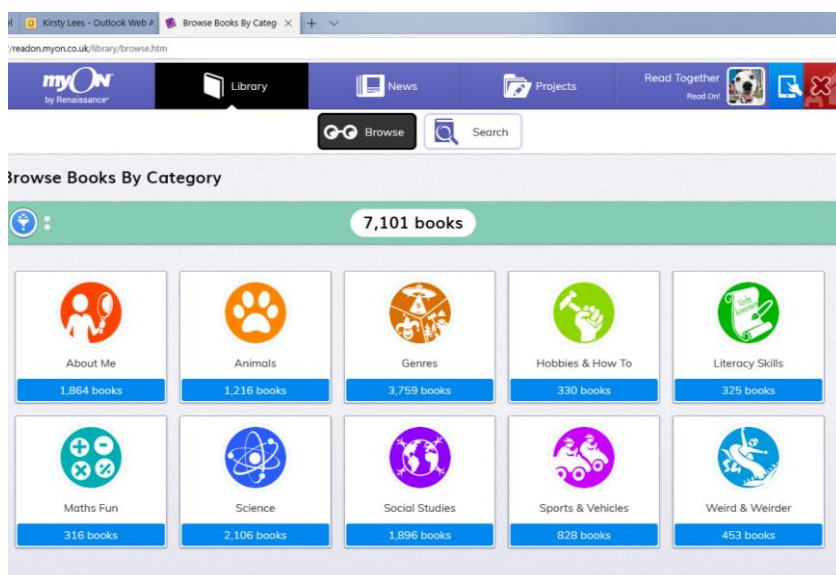 el
Kirsty Lees - Outlook Web A
Browse Books By Categ
/readon.myon.co.uk/library/browse.htm
myON
by Renaissance®
Library
News
Projects
Read Together
Read On!
Browse
Search
Browse Books By Category
7,101 books
About Me
Animals
Genres
Hobbies & How To
Literacy Skills
1,864 books
1,216 books
3,759 books
330 books
325 books
Maths Fun
Science
Social Studies
Sports & Vehicles
Weird & Weirder
316 books
2,106 books
1,896 books
828 books
453 books